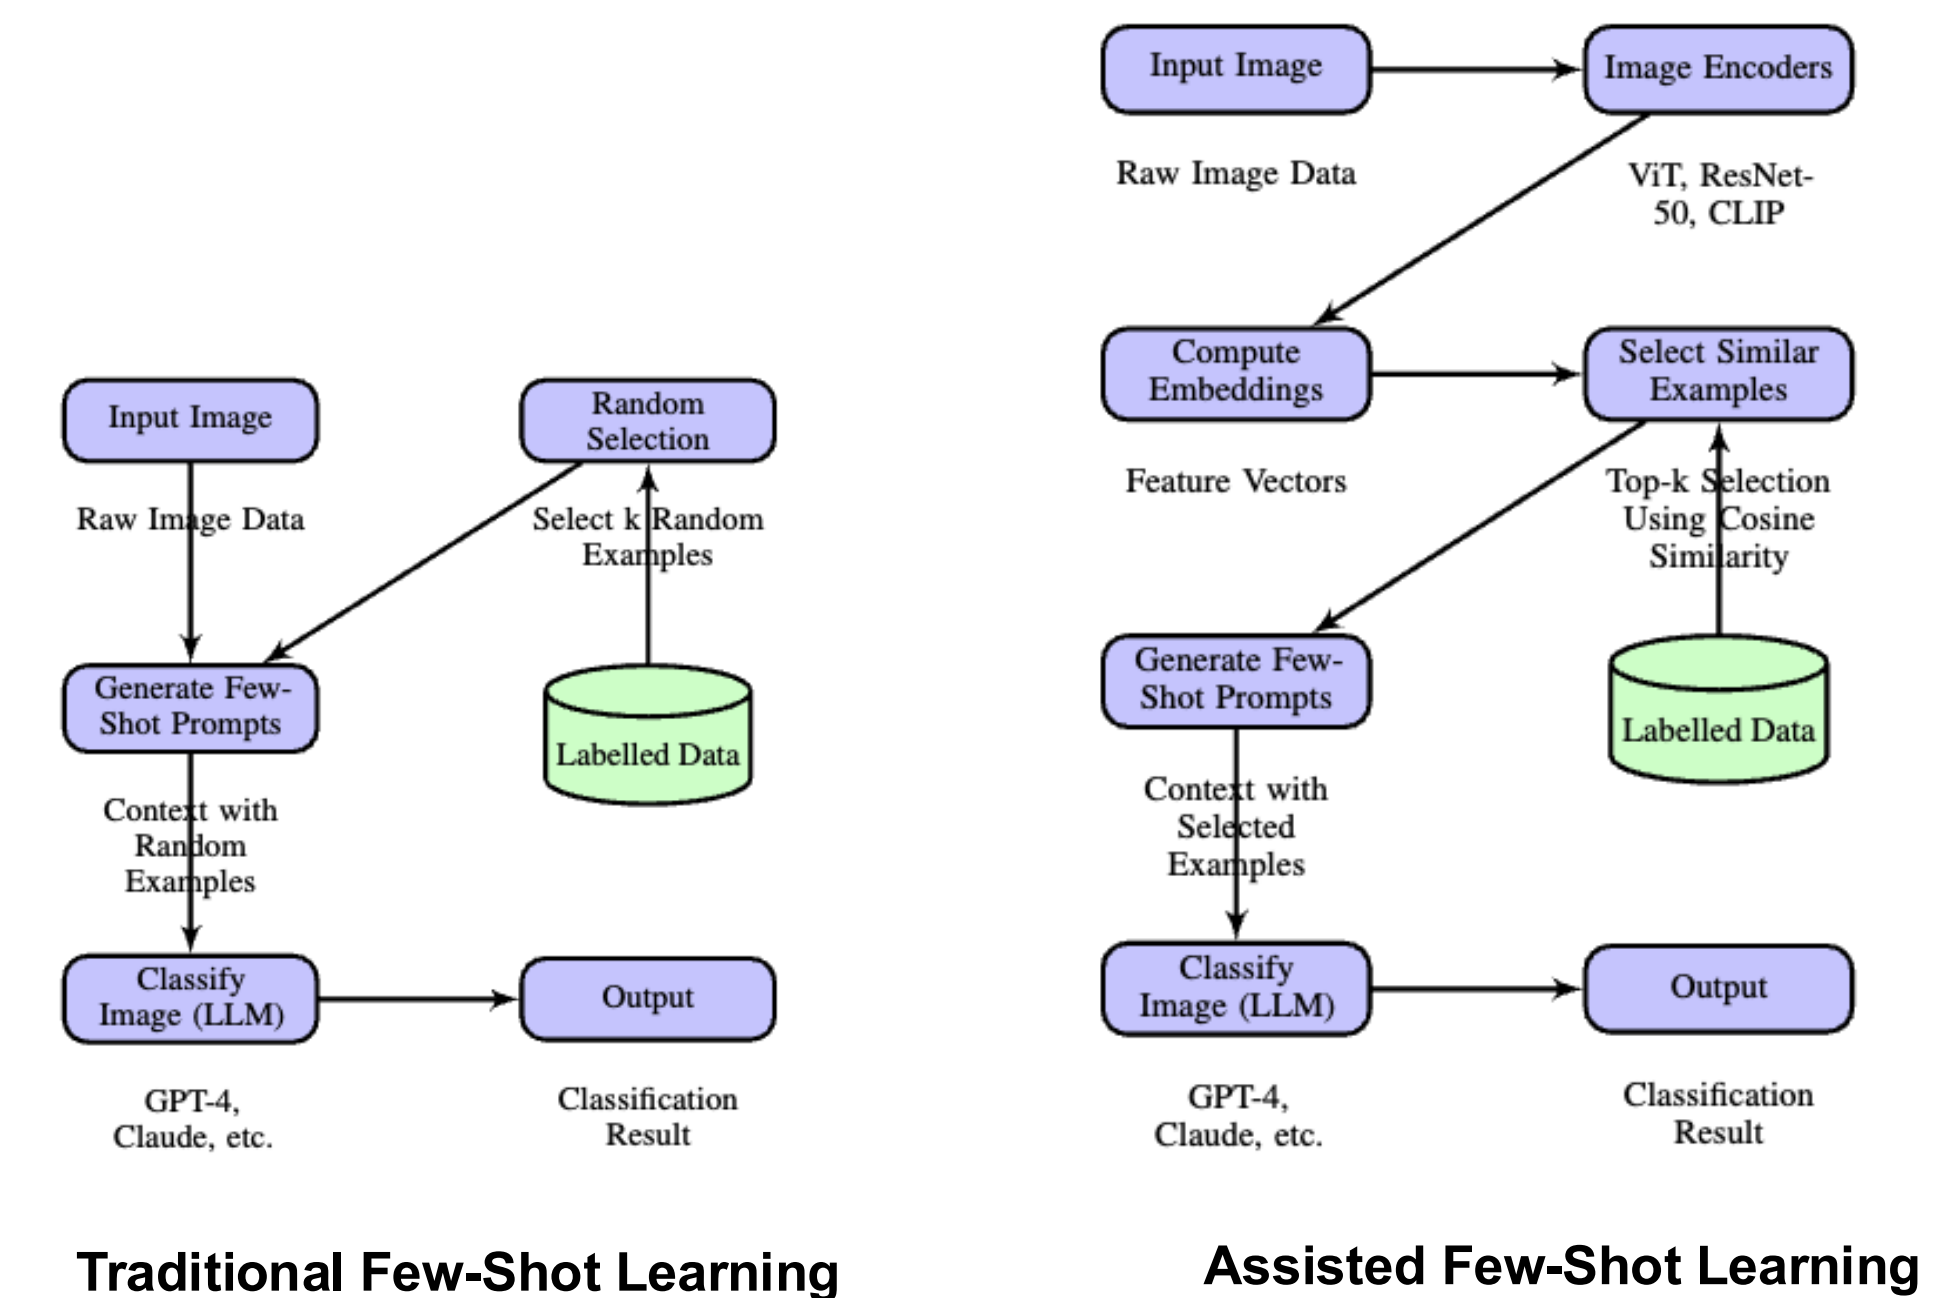 Input Image
Random
Selection
Raw Image Data
Select k Random
Examples
Generate Few-
Shot Prompts
Labelled Data
Context with
Random
Examples
Classify
Image (LLM)
Output
GPT-4,
Claude, etc.
Classification
Result
Traditional Few-Shot Learning
Input Image
Image Encoders
Raw Image Data
ViT, ResNet-
50, CLIP
Compute
Embeddings
Select Similar
Examples
Feature Vectors
Top-k Selection
Using Cosine
Similarity
Generate Few-
Shot Prompts
Labelled Data
Context with
Selected
Examples
Classify
Image (LLM)
Output
GPT-4,
Claude, etc.
Classification
Result
Assisted Few-Shot Learning